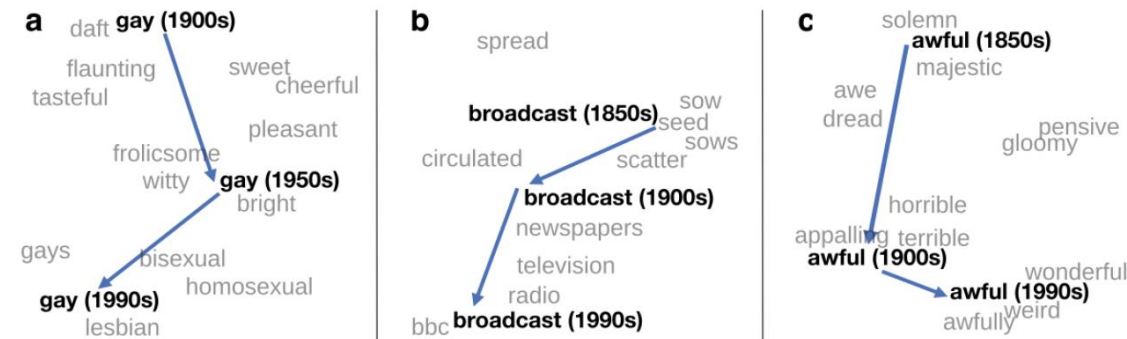 a
daft gay (1900s)
flaunting sweet
tasteful cheerful
pleasant
frolicsome
witty gay (1950s)
bright
gays bisexual
homosexual
gay (1990s)
lesbian
b
spread
broadcast (1850s) sow
seed
sows
circulated scatter
broadcast (1900s)
newspapers
television
radio
bbc broadcast (1990s)
c
solemn
awful (1850s)
majestic
awe
dread
pensive
gloomy
horrible
appalling terrible
awful (1900s)
wonderful
awful (1990s)
weird
awfully